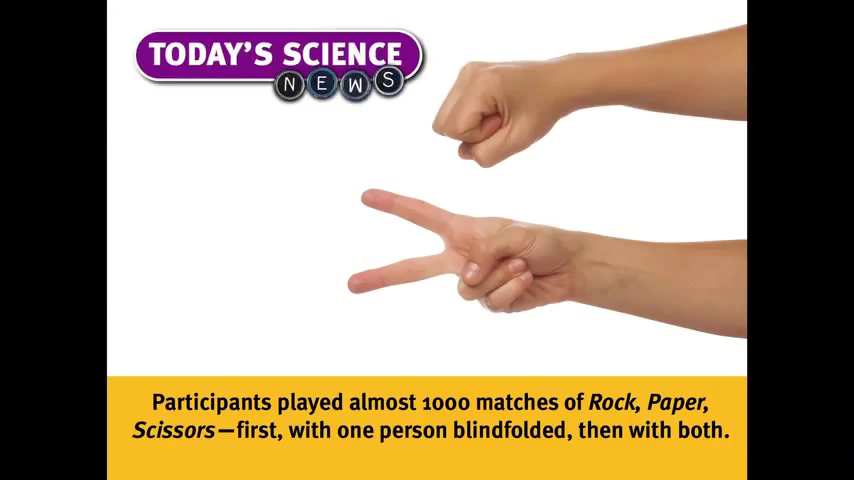 TODAY'S SCIENCE
NEWS
Participants played almost 1000 matches of Rock, Paper,
Scissors—first, with one person blindfolded, then with both.